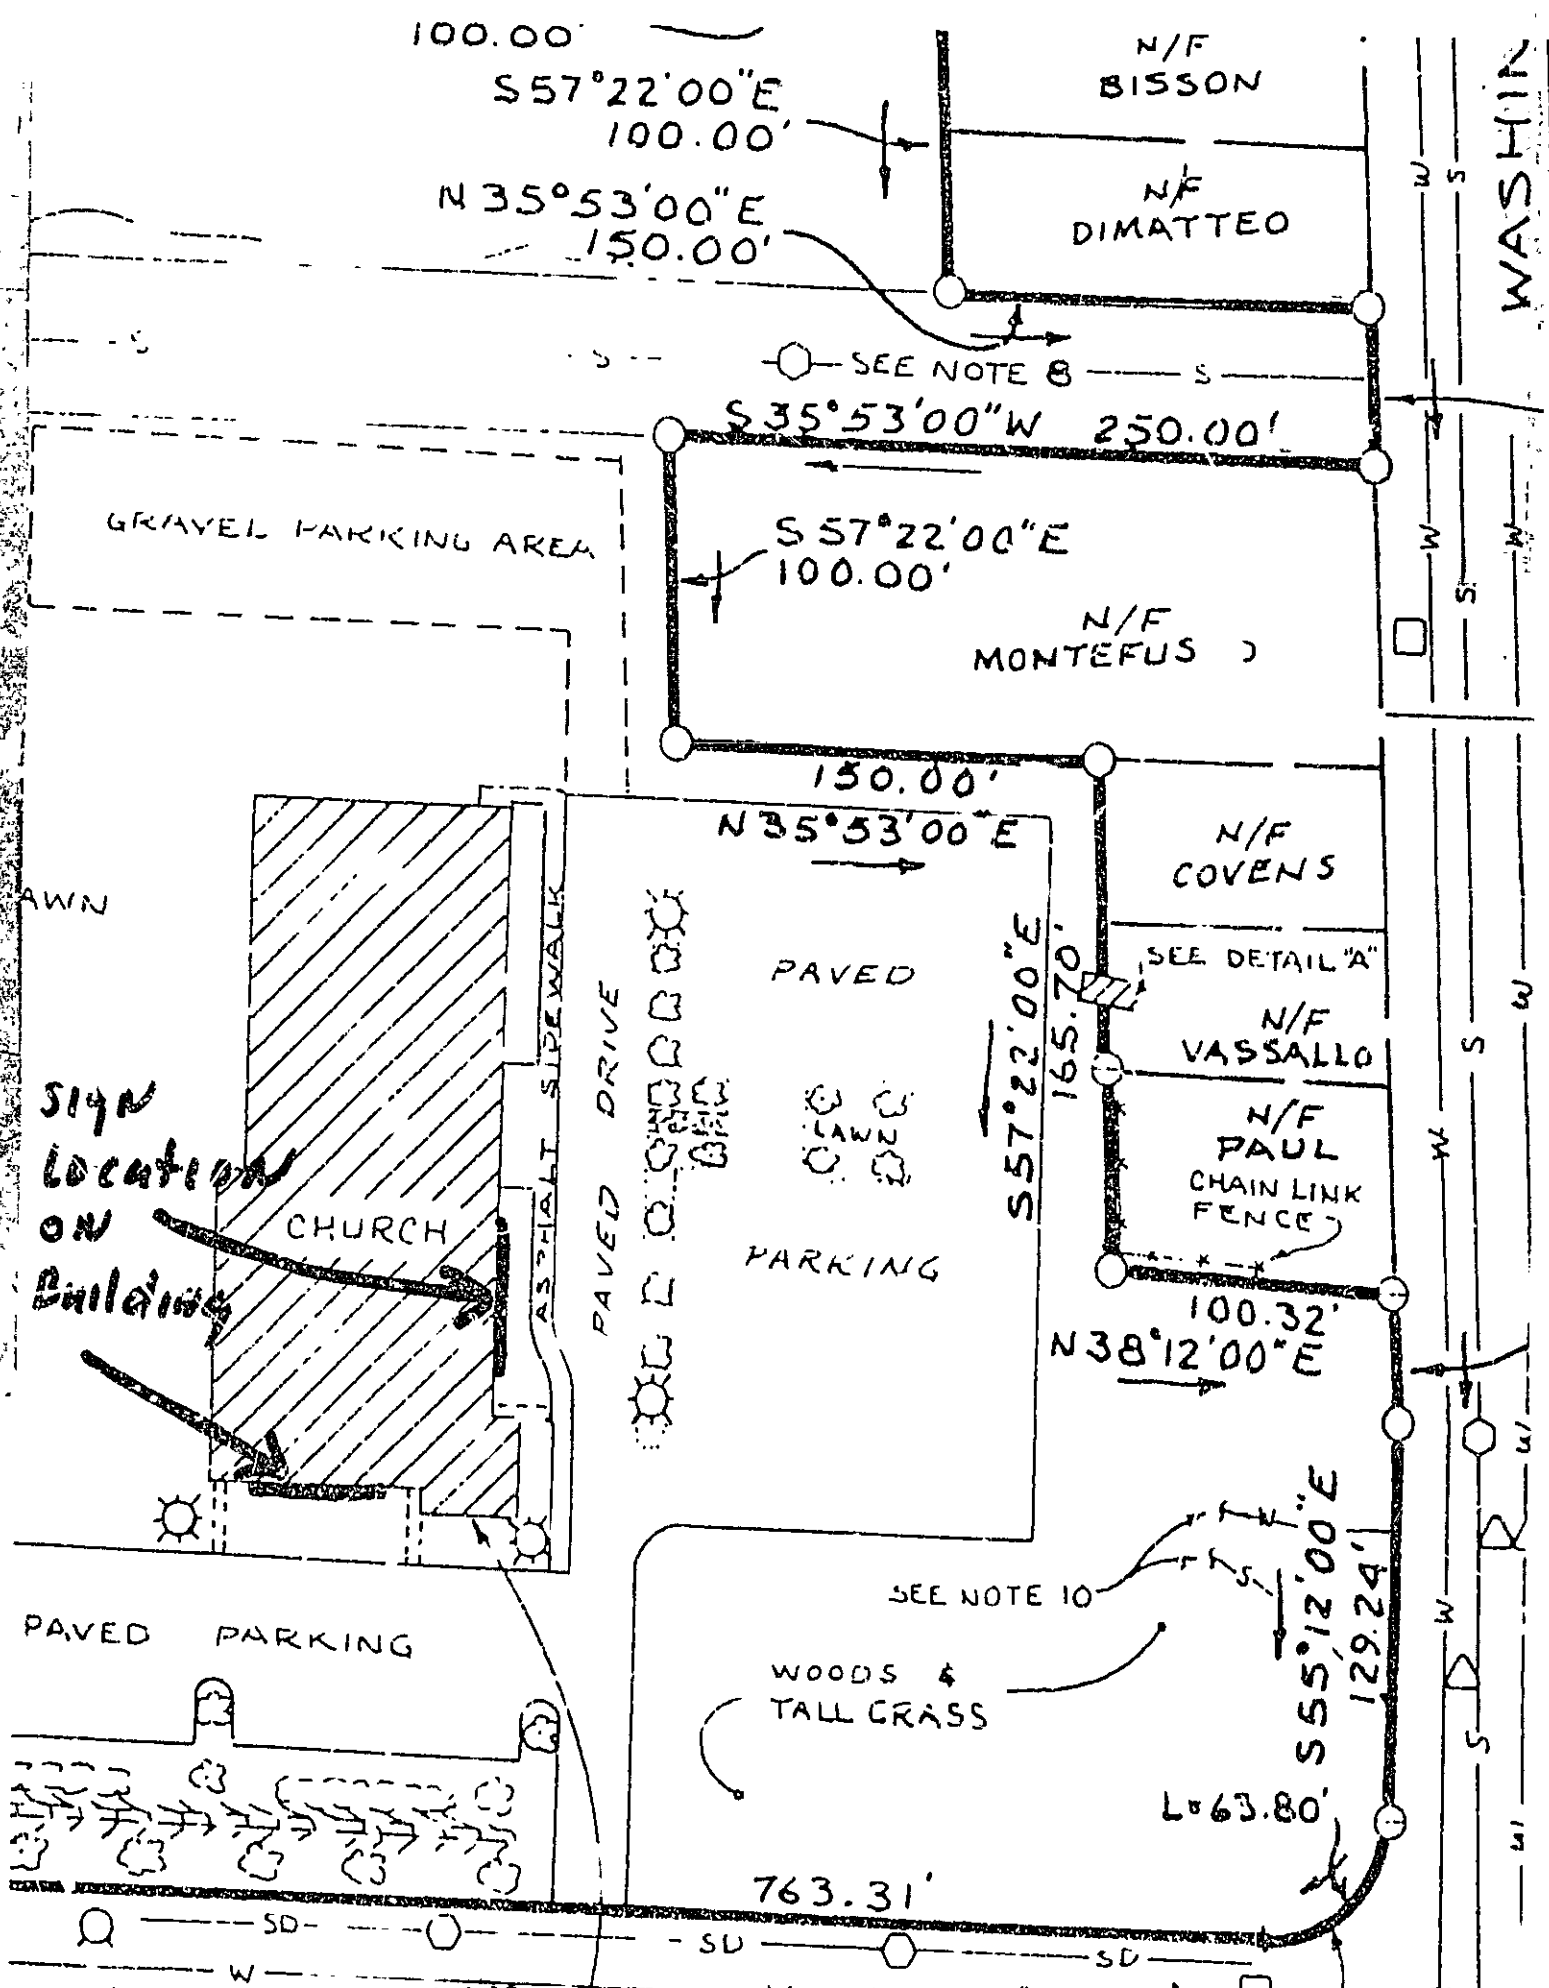 100.00'
S57°22'00"E
100.00'
N35°53'00"E
150.00'
N/F
BISSON
N/F
DIMATTEO
WASHIN
W
S
S
S
SEE NOTE 8
S
S35°53'00"W 250.00'
GRAVEL PARKING AREA
S57°22'00"E
100.00'
N/F
MONTEFUS
W
W
S
150.00'
N35°53'00"E
N/F
COVENS
AWN
ASPHALT SIDEWALK
PAVED DRIVE
PAVED
PARKING
LAWN
S57°22'00"E
165.70'
SEE DETAIL "A"
N/F
VASSALLO
W
S
N/F
PAUL
CHAIN LINK
FENCE
W
Sign
Location
on
Building
CHURCH
100.32'
N38°12'00"E
W
SEE NOTE 10
W
S
S55°12'00"E
129.24'
W
S
PAVED PARKING
WOODS &
TALL GRASS
L=63.80'
763.31'
SD
SD
SD
W